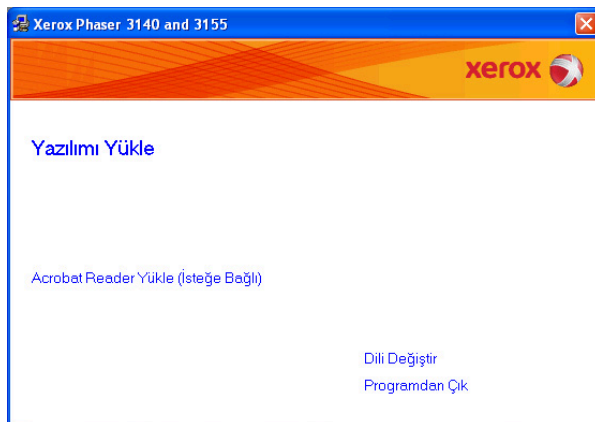 Xerox Phaser 3140 and 3155
xerox
Yazılımı Yükle
Acrobat Reader Yükle (İsteğe Bağlı)
Dili Değiştir
Programdan Çık